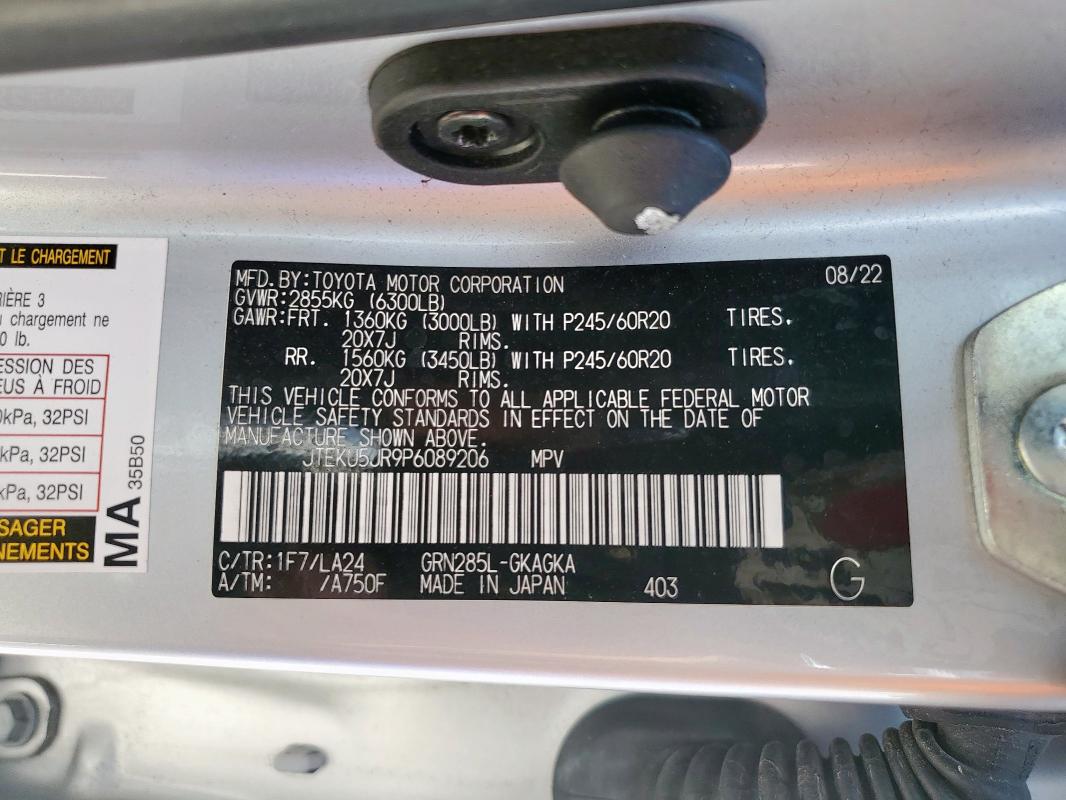 T LE CHARGEMENT
RIÈRE 3
u chargement ne
0 lb.
ESSION DES
EUS À FROID
0kPa, 32PSI
kPa, 32PSI
kPa, 32PSI
SAGER
NEMENTS
MA 35B50
MFD.BY:TOYOTA MOTOR CORPORATION 08/22
GVWR:2855KG (6300LB)
GAWR:FRT. 1360KG (3000LB) WITH P245/60R20 TIRES.
20X7J RIMS.
RR. 1560KG (3450LB) WITH P245/60R20 TIRES.
20X7J RIMS.
THIS VEHICLE CONFORMS TO ALL APPLICABLE FEDERAL MOTOR
VEHICLE SAFETY STANDARDS IN EFFECT ON THE DATE OF
MANUFACTURE SHOWN ABOVE.
JTEKU5JR9P6089206 MPV
C/TR:1F7/LA24 GRN285L-GKAGKA
A/TM: /A750F MADE IN JAPAN 403 G